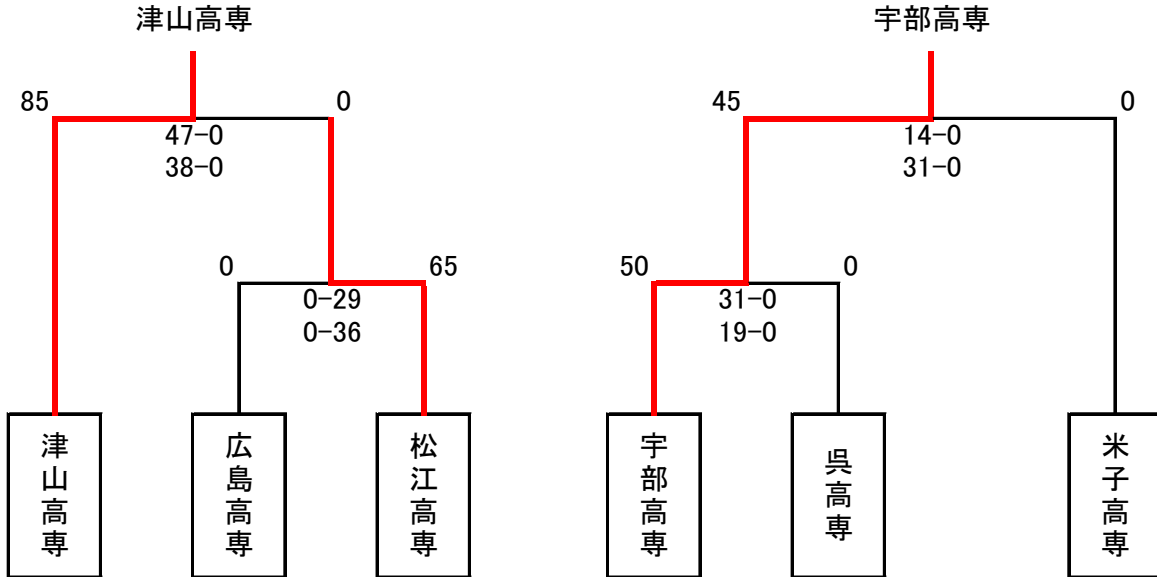 津山高専
宇部高専
85
0
45
0
47-0
38-0
14-0
31-0
0
65
50
0
0-29
0-36
31-0
19-0
津山高専
広島高専
松江高専
宇部高専
呉高専
米子高専